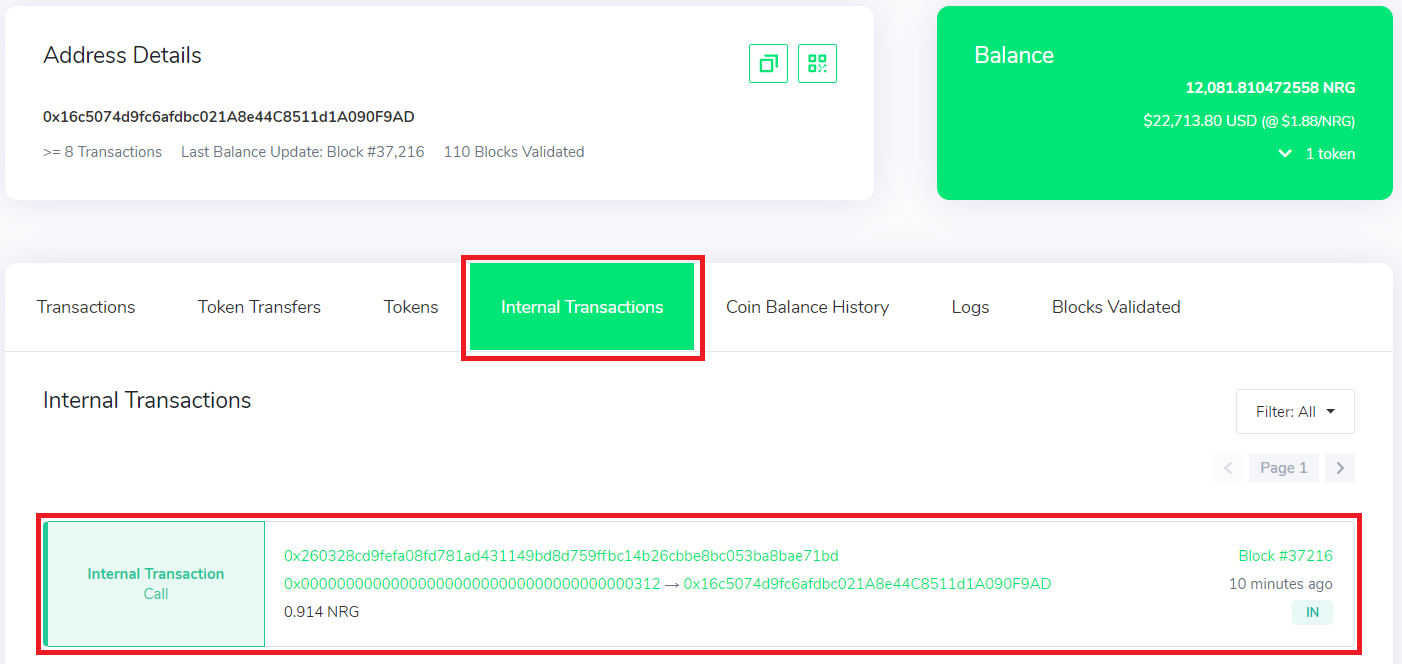 Address Details
0x16c5074d9fc6afdbc021A8e44C8511d1A090F9AD
>= 8 Transactions Last Balance Update: Block #37,216 110 Blocks Validated
Balance
12,081.810472558 NRG
$22,713.80 USD (@ $1.88/NRG)
1 token
Transactions Token Transfers Tokens Internal Transactions Coin Balance History Logs Blocks Validated
Internal Transactions
Filter: All
Page 1
Internal Transaction
Call
0x260328cd9fefa08fd781ad431149bd8d759ffbc14b26cbbe8bc053ba8bae71bd
0x0000000000000000000000000000000000000312 → 0x16c5074d9fc6afdbc021A8e44C8511d1A090F9AD
0.914 NRG
Block #37216
10 minutes ago
IN